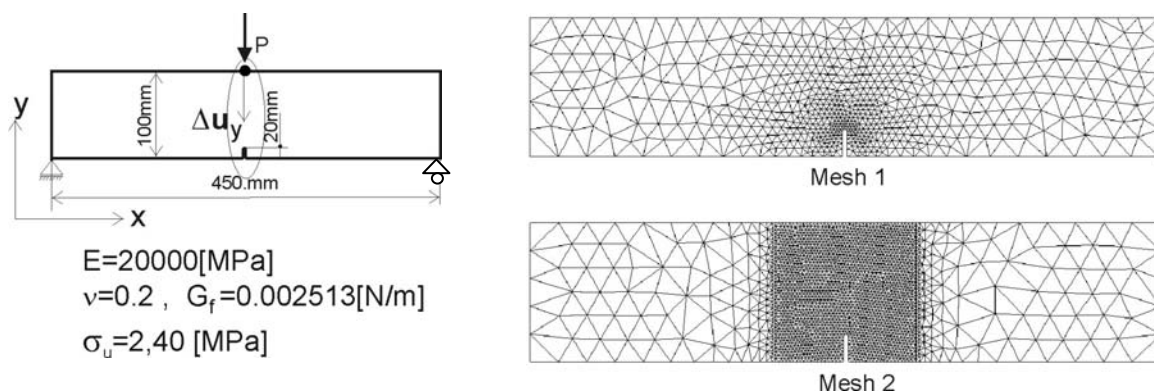 P
y
100mm
Δu_y
20mm
450.mm
x
E=20000[MPa]
ν=0.2 , G_f=0.002513[N/m]
σ_u=2,40 [MPa]
Mesh 1
Mesh 2